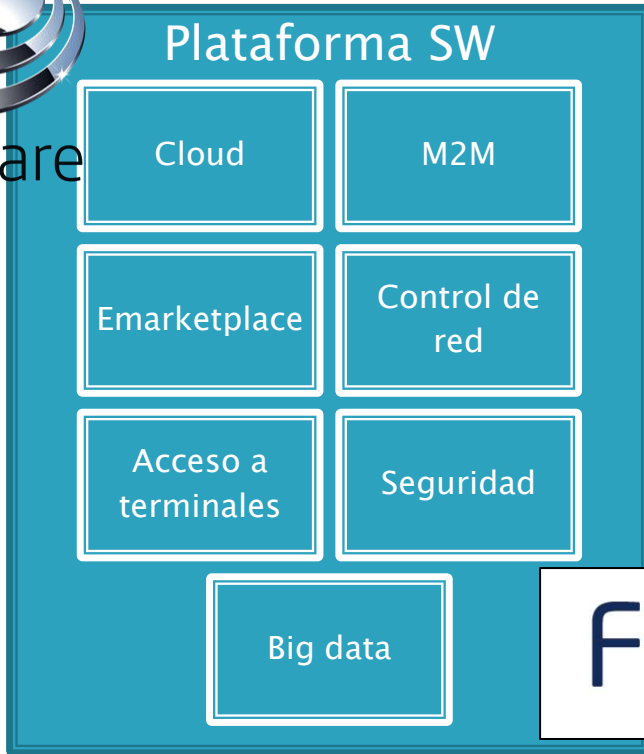 Plataforma SW
are
Cloud
M2M
Emarketplace
Control de
red
Acceso a
terminales
Seguridad
Big data
F